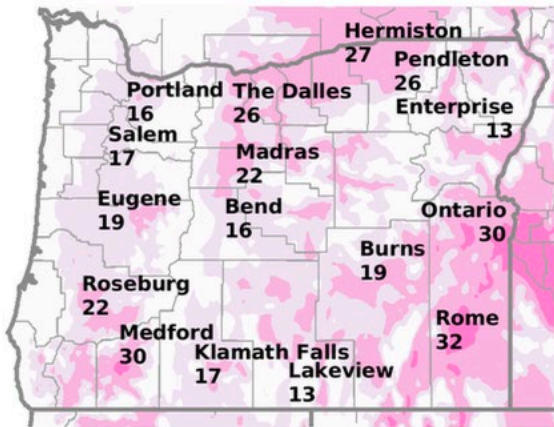 Hermiston
27
Pendleton
26
Portland
16
The Dalles
26
Enterprise
13
Salem
17
Madras
22
Eugene
19
Bend
16
Ontario
30
Burns
19
Roseburg
22
Medford
30
Rome
32
Klamath Falls
17
Lakeview
13